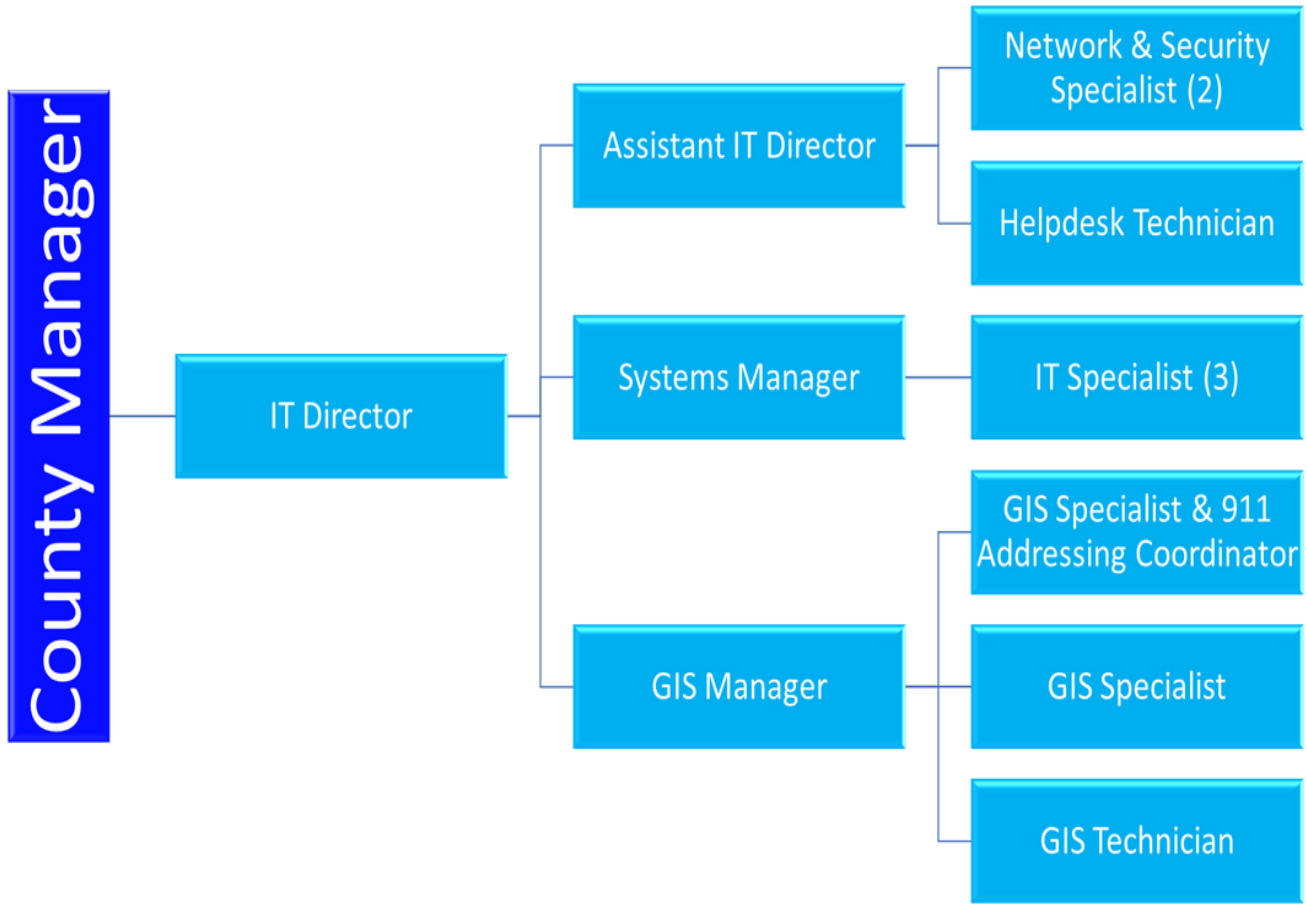 County Manager
IT Director
Assistant IT Director
Network & Security
Specialist (2)
Helpdesk Technician
Systems Manager
IT Specialist (3)
GIS Manager
GIS Specialist & 911
Addressing Coordinator
GIS Specialist
GIS Technician